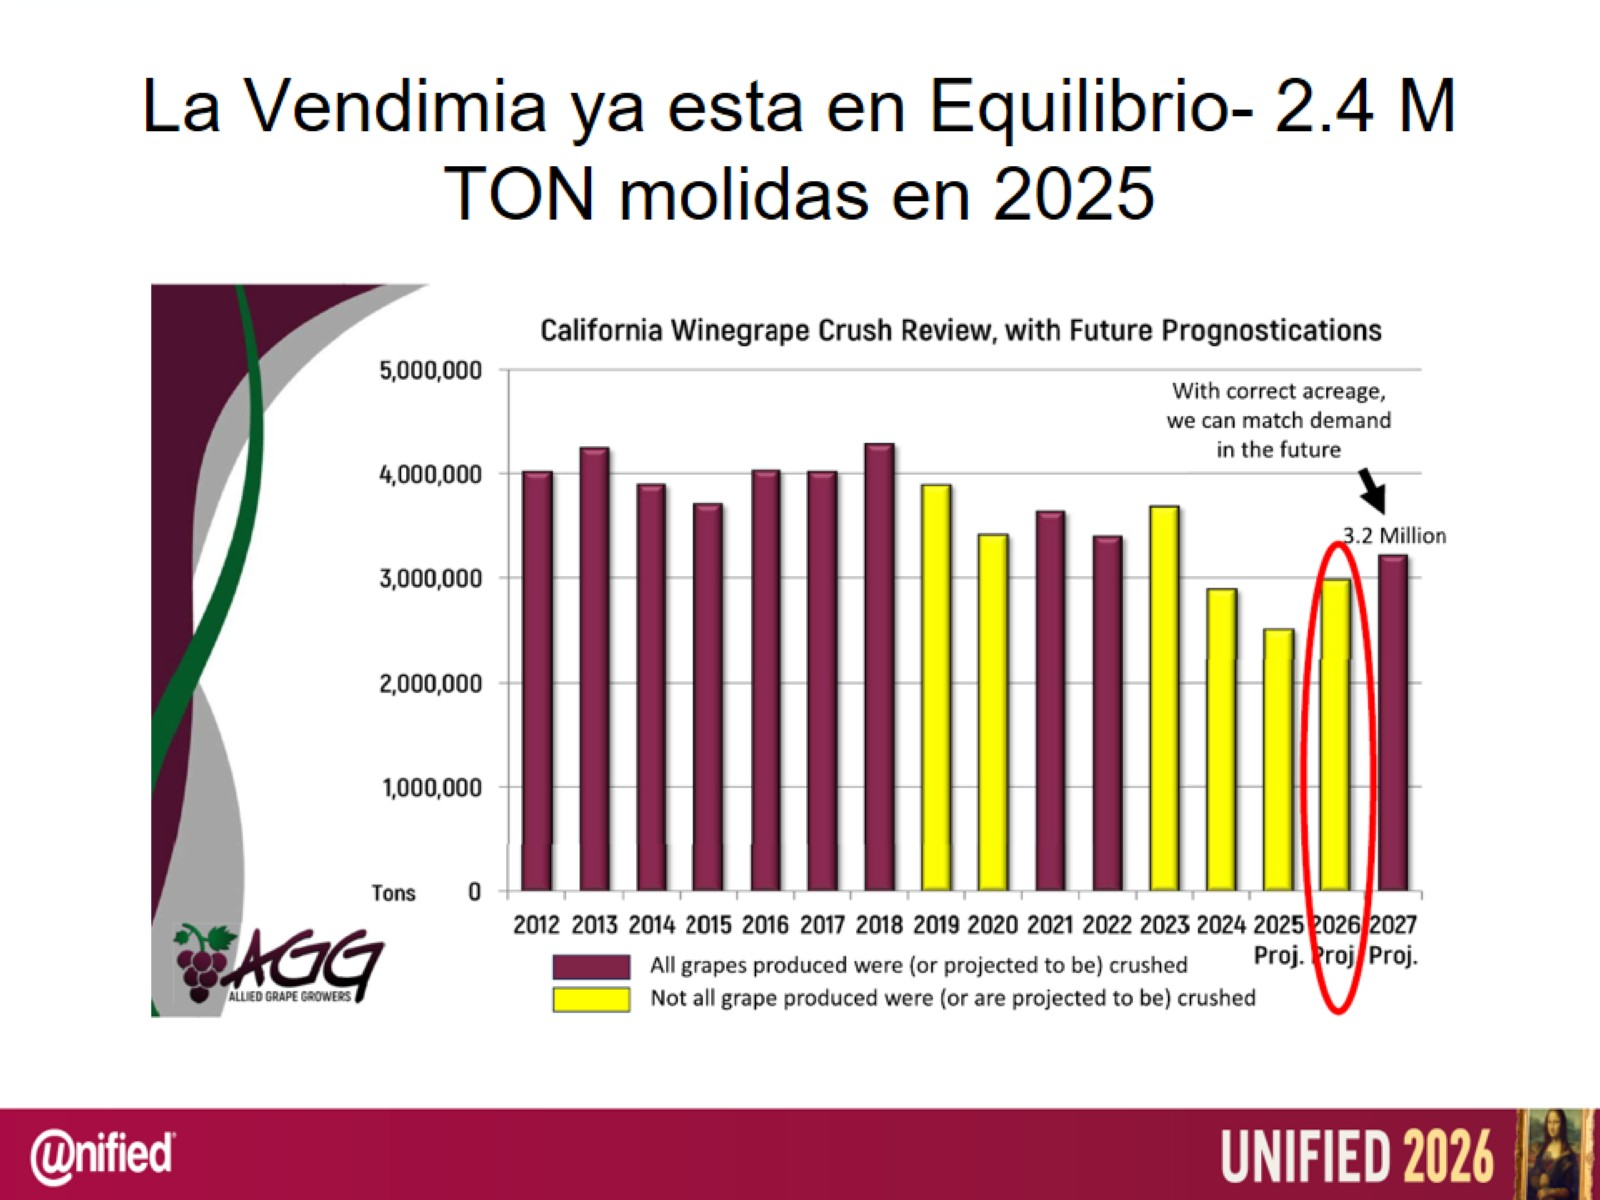 La Vendimia ya esta en Equilibrio- 2.4 M
TON molidas en 2025
California Winegrape Crush Review, with Future Prognostications
5,000,000
4,000,000
3,000,000
2,000,000
1,000,000
0
Tons
With correct acreage,
we can match demand
in the future
3.2 Million
2012 2013 2014 2015 2016 2017 2018 2019 2020 2021 2022 2023 2024 2025 2026 2027
Proj. Proj. Proj.
All grapes produced were (or projected to be) crushed
Not all grape produced were (or are projected to be) crushed
AGG
ALLIED GRAPE GROWERS
@unified
UNIFIED 2026